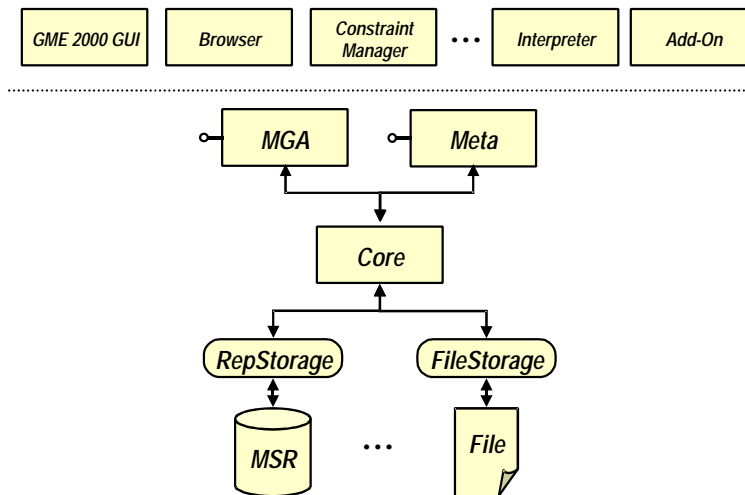 GME 2000 GUI
Browser
Constraint
Manager
...
Interpreter
Add-On
MGA
Meta
Core
RepStorage
FileStorage
MSR
...
File